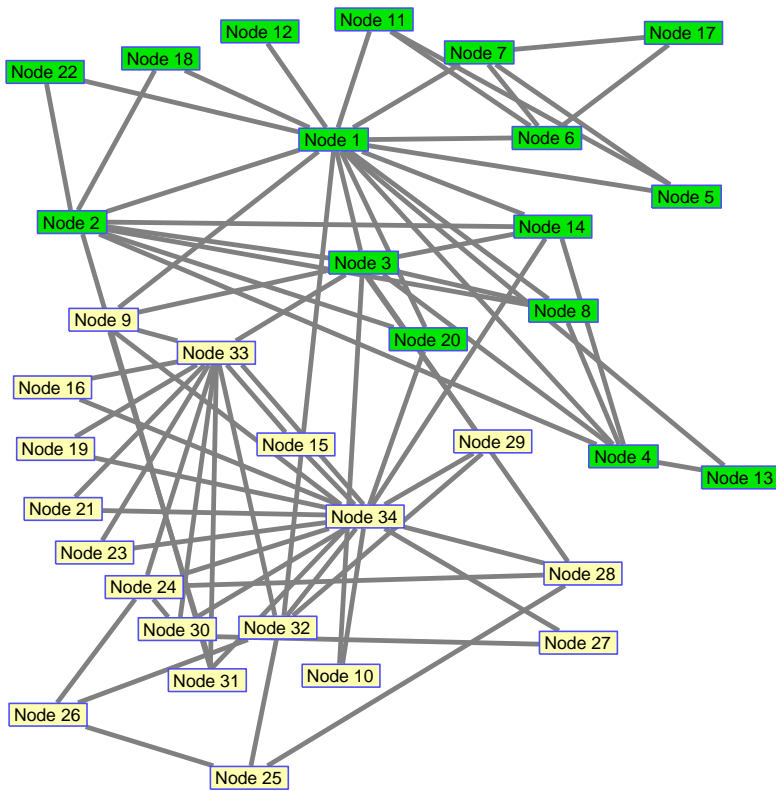 Node 11
Node 12
Node 17
Node 7
Node 18
Node 22
Node 1
Node 6
Node 5
Node 2
Node 14
Node 3
Node 8
Node 9
Node 20
Node 33
Node 16
Node 15
Node 29
Node 19
Node 4
Node 13
Node 21
Node 34
Node 23
Node 28
Node 24
Node 32
Node 30
Node 27
Node 10
Node 31
Node 26
Node 25